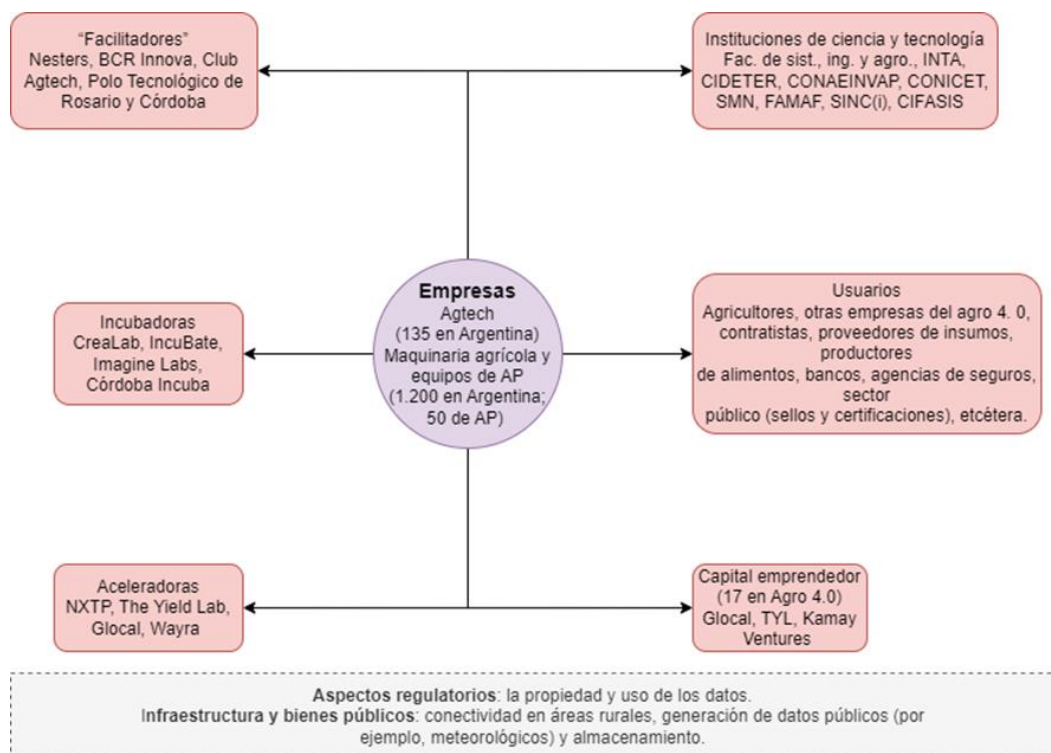 “Facilitadores”
Nesters, BCR Innova, Club
Agtech, Polo Tecnológico de
Rosario y Córdoba
Instituciones de ciencia y tecnología
Fac. de sist., ing. y agro., INTA,
CIDETER, CONAEINVAP, CONICET,
SMN, FAMAF, SINC(i), CIFASIS
Empresas
Agtech
(135 en Argentina)
Maquinaria agrícola y
equipos de AP
(1.200 en Argentina;
50 de AP)
Incubadoras
CreaLab, IncuBate,
Imagine Labs,
Córdoba Incuba
Usuarios
Agricultores, otras empresas del agro 4. 0,
contratistas, proveedores de insumos,
productores
de alimentos, bancos, agencias de seguros,
sector
público (sellos y certificaciones), etcétera.
Aceleradoras
NXTP, The Yield Lab,
Glocal, Wayra
Capital emprendedor
(17 en Agro 4.0)
Glocal, TYL, Kamay
Ventures
Aspectos regulatorios: la propiedad y uso de los datos.
Infraestructura y bienes públicos: conectividad en áreas rurales, generación de datos públicos (por
ejemplo, meteorológicos) y almacenamiento.